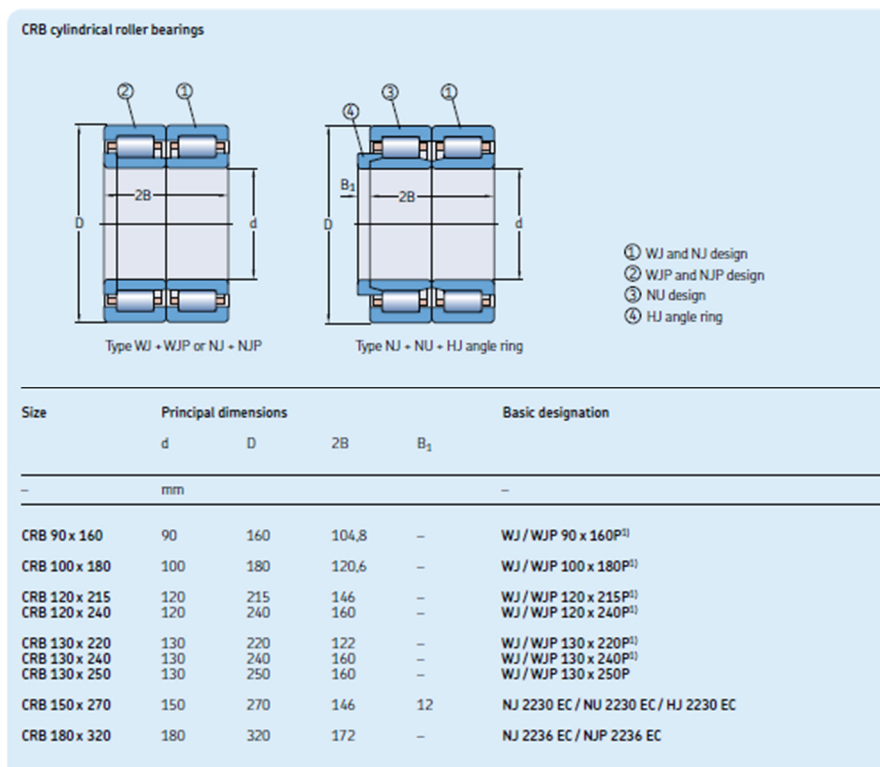 CRB cylindrical roller bearings
② ①
③ ①
④
D 2B d
B₁ D 2B d
① WJ and NJ design
② WJP and NJP design
③ NU design
④ HJ angle ring
Type WJ + WJP or NJ + NJP
Type NJ + NU + HJ angle ring
Size Principal dimensions Basic designation
d D 2B B₁
– mm –
CRB 90 x 160 90 160 104,8 – WJ / WJP 90 x 160P¹⁾
CRB 100 x 180 100 180 120,6 – WJ / WJP 100 x 180P¹⁾
CRB 120 x 215 120 215 146 – WJ / WJP 120 x 215P¹⁾
CRB 120 x 240 120 240 160 – WJ / WJP 120 x 240P¹⁾
CRB 130 x 220 130 220 122 – WJ / WJP 130 x 220P¹⁾
CRB 130 x 240 130 240 160 – WJ / WJP 130 x 240P¹⁾
CRB 130 x 250 130 250 160 – WJ / WJP 130 x 250P
CRB 150 x 270 150 270 146 12 NJ 2230 EC / NU 2230 EC / HJ 2230 EC
CRB 180 x 320 180 320 172 – NJ 2236 EC / NJP 2236 EC